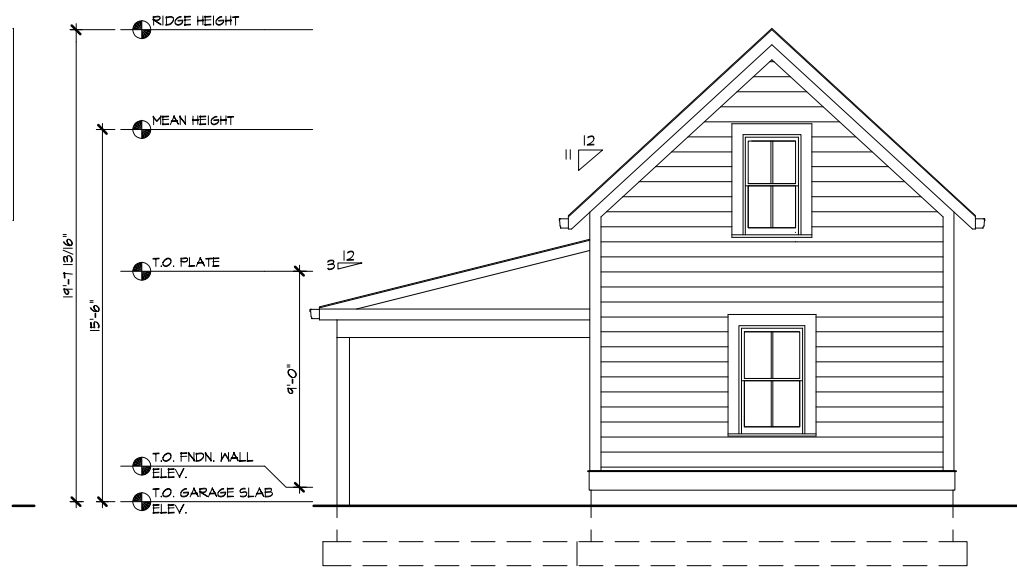 RIDGE HEIGHT
MEAN HEIGHT
12
11
19'-7 13/16"
T.O. PLATE
12
3
15'-6"
9'-0"
T.O. FNDN. WALL
ELEV.
T.O. GARAGE SLAB
ELEV.